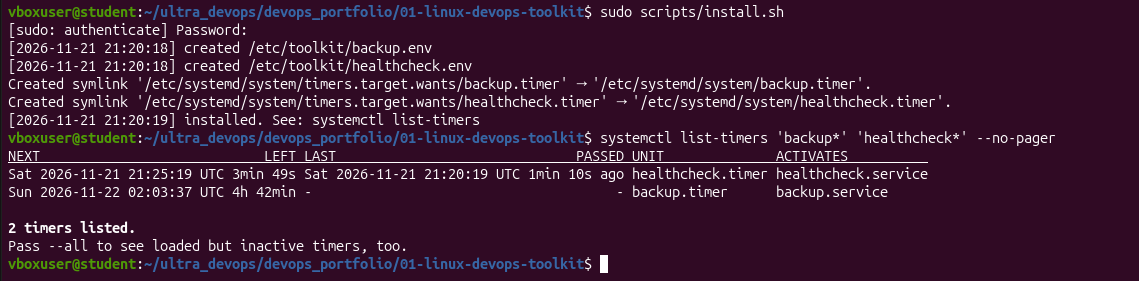 vboxuser@student:~/ultra_devops/devops_portfolio/01-linux-devops-toolkit$ sudo scripts/install.sh
[sudo: authenticate] Password:
[2026-11-21 21:20:18] created /etc/toolkit/backup.env
[2026-11-21 21:20:18] created /etc/toolkit/healthcheck.env
Created symlink '/etc/systemd/system/timers.target.wants/backup.timer' → '/etc/systemd/system/backup.timer'.
Created symlink '/etc/systemd/system/timers.target.wants/healthcheck.timer' → '/etc/systemd/system/healthcheck.timer'.
[2026-11-21 21:20:19] installed. See: systemctl list-timers
vboxuser@student:~/ultra_devops/devops_portfolio/01-linux-devops-toolkit$ systemctl list-timers 'backup*' 'healthcheck*' --no-pager
NEXT                            LEFT LAST                              PASSED UNIT              ACTIVATES
Sat 2026-11-21 21:25:19 UTC 3min 49s Sat 2026-11-21 21:20:19 UTC 1min 10s ago healthcheck.timer healthcheck.service
Sun 2026-11-22 02:03:37 UTC 4h 42min -                                      - backup.timer      backup.service

2 timers listed.
Pass --all to see loaded but inactive timers, too.
vboxuser@student:~/ultra_devops/devops_portfolio/01-linux-devops-toolkit$